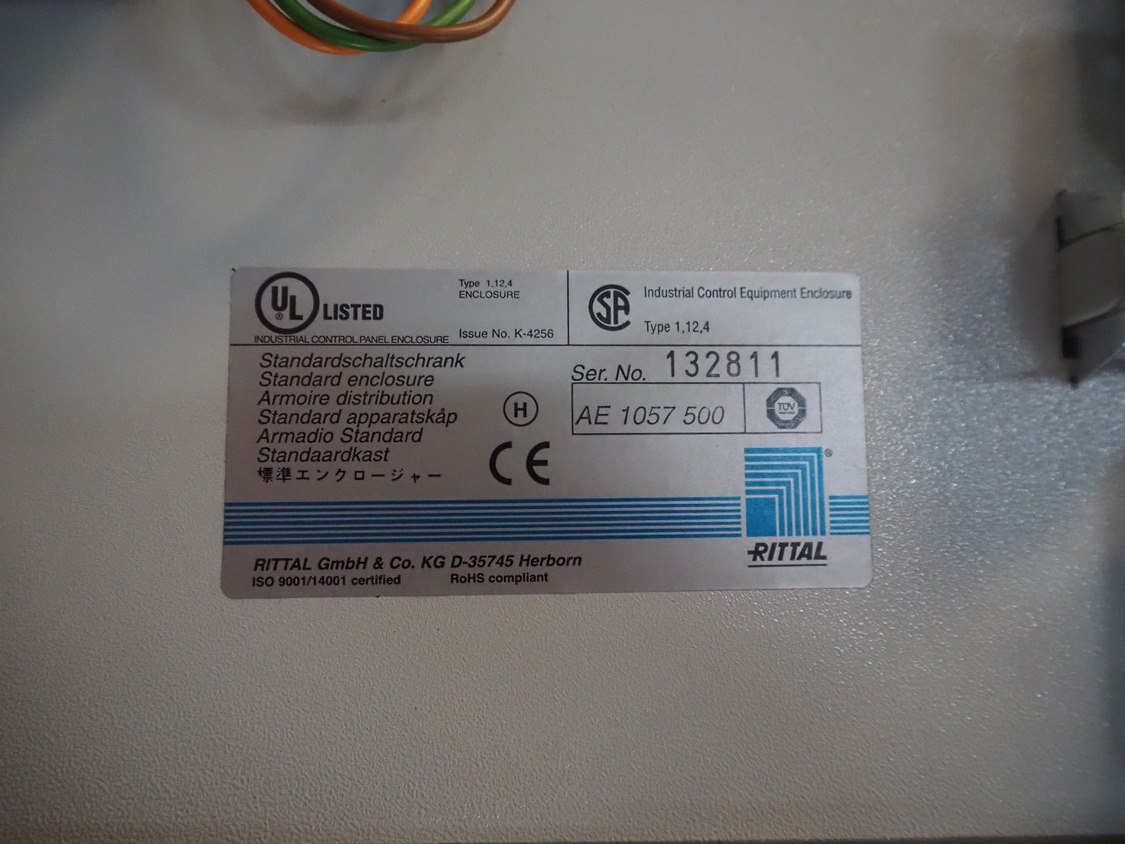 UL ® LISTED
Type 1,12,4
ENCLOSURE
INDUSTRIAL CONTROL PANEL ENCLOSURE
Issue No. K-4256
SA
Industrial Control Equipment Enclosure
Type 1,12,4
Standardschaltschrank
Standard enclosure
Armoire distribution
Standard apparatskåp
Armadio Standard
Standaardkast
標準エンクロージャー
H
CE
Ser. No. 132811
AE 1057 500
TÜV
®
RITTAL
RITTAL GmbH & Co. KG D-35745 Herborn
ISO 9001/14001 certified RoHS compliant